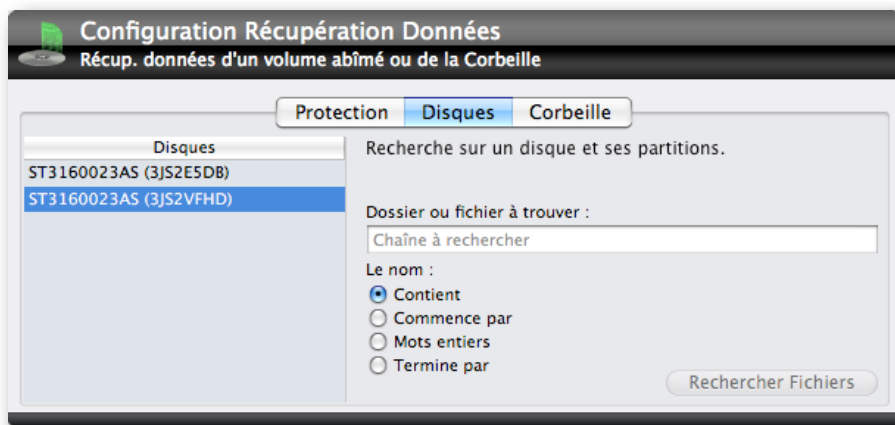 Configuration Récupération Données
Récup. données d'un volume abîmé ou de la Corbeille
Protection Disques Corbeille
Disques
ST3160023AS (3JS2E5DB)
ST3160023AS (3JS2VFHD)
Recherche sur un disque et ses partitions.
Dossier ou fichier à trouver :
Chaîne à rechercher
Le nom :
Contient
Commence par
Mots entiers
Termine par
Rechercher Fichiers